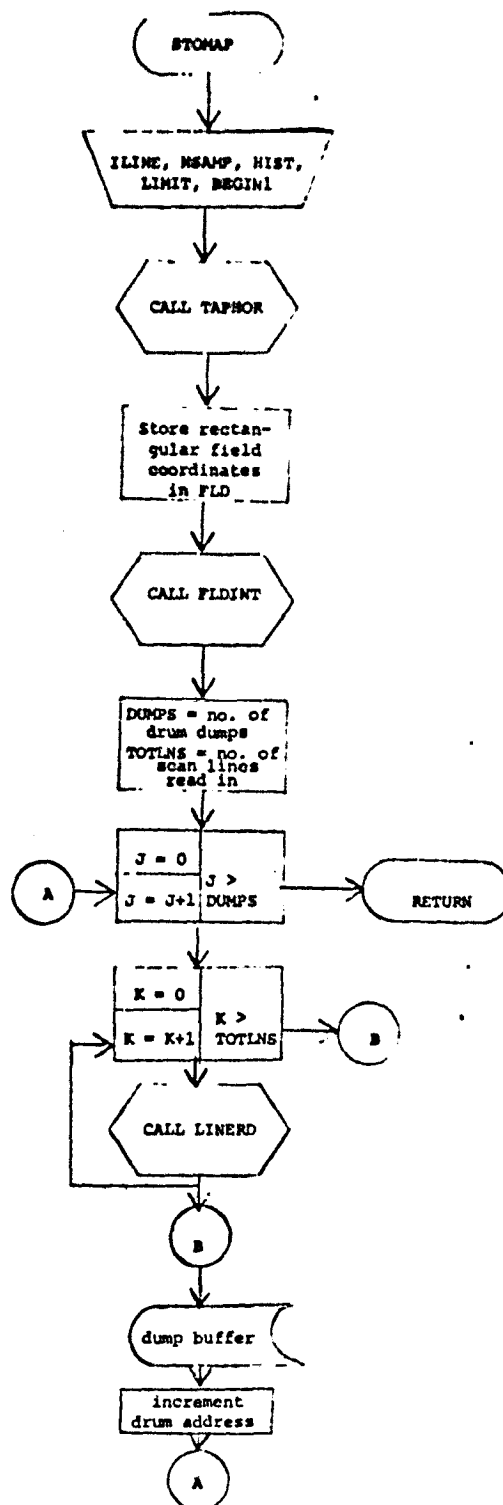 STOMAP
ILINE, NSAMP, HIST,
LIMIT, BEGIN1
CALL TAPHDR
Store rectan-
gular field
coordinates
in FLD
CALL FLDINT
DUMPS = no. of
drum dumps
TOTLNS = no. of
scan lines
read in
A
J = 0
J = J+1
J >
DUMPS
RETURN
K = 0
K = K+1
K >
TOTLNS
B
CALL LINERD
B
dump buffer
increment
drum address
A